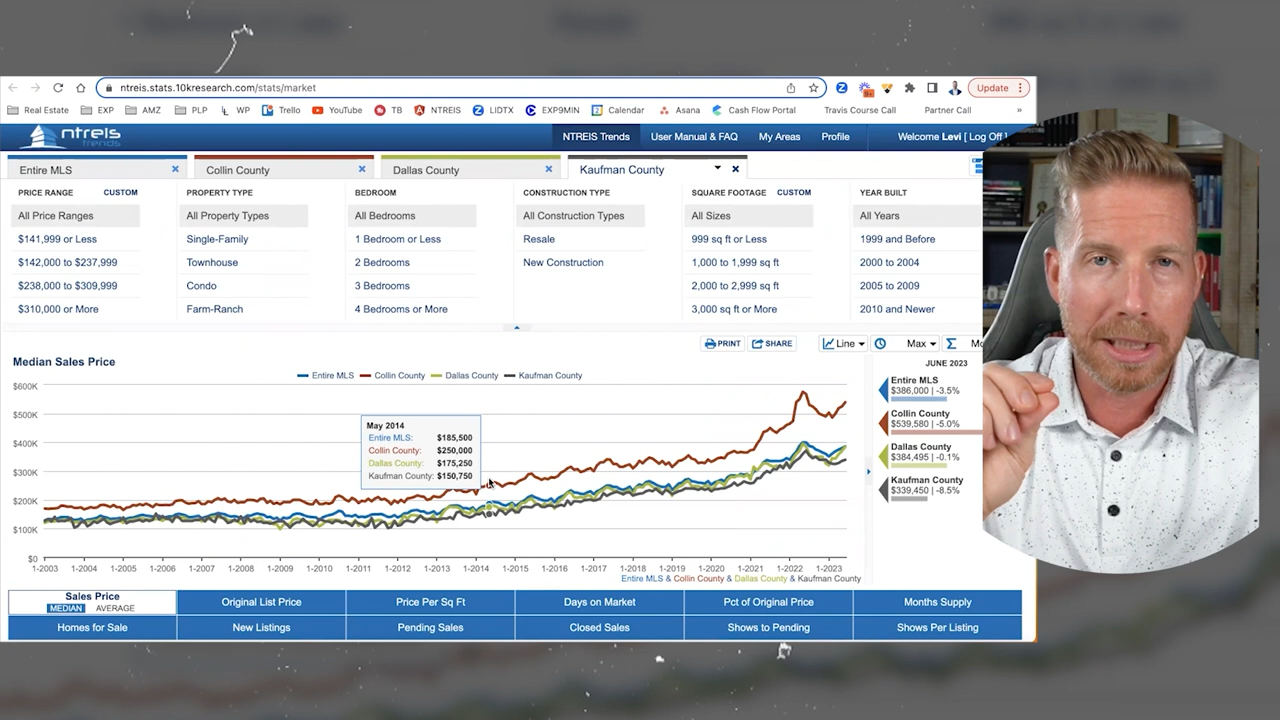 ntreis.stats.10kresearch.com/stats/market
Update
Real Estate EXP AMZ PLP LP WP Trello YouTube TB NTREIS LIDTX EXP9MIN Calendar Asana Cash Flow Portal Travis Course Call Partner Call »
ntreis
trends
NTREIS Trends User Manual & FAQ My Areas Profile Welcome Levi [ Log Off ]
Entire MLS Collin County Dallas County Kaufman County
PRICE RANGE CUSTOM PROPERTY TYPE BEDROOM CONSTRUCTION TYPE SQUARE FOOTAGE CUSTOM YEAR BUILT
All Price Ranges All Property Types All Bedrooms All Construction Types All Sizes All Years
$141,999 or Less Single-Family 1 Bedroom or Less Resale 999 sq ft or Less 1999 and Before
$142,000 to $237,999 Townhouse 2 Bedrooms New Construction 1,000 to 1,999 sq ft 2000 to 2004
$238,000 to $309,999 Condo 3 Bedrooms 2,000 to 2,999 sq ft 2005 to 2009
$310,000 or More Farm-Ranch 4 Bedrooms or More 3,000 sq ft or More 2010 and Newer
PRINT SHARE Line Max
Median Sales Price
JUNE 2023
Entire MLS Collin County Dallas County Kaufman County
Entire MLS
$386,000 | -3.5%
Collin County
$539,580 | -5.0%
Dallas County
$384,495 | -0.1%
Kaufman County
$339,450 | -8.5%
$600K
$500K
$400K
$300K
$200K
$100K
$0
May 2014
Entire MLS: $185,500
Collin County: $250,000
Dallas County: $175,250
Kaufman County: $150,750
1-2003 1-2004 1-2005 1-2006 1-2007 1-2008 1-2009 1-2010 1-2011 1-2012 1-2013 1-2014 1-2015 1-2016 1-2017 1-2018 1-2019 1-2020 1-2021 1-2022 1-2023
Entire MLS & Collin County & Dallas County & Kaufman County
Sales Price
MEDIAN AVERAGE
Original List Price Price Per Sq Ft Days on Market Pct of Original Price Months Supply
Homes for Sale New Listings Pending Sales Closed Sales Shows to Pending Shows Per Listing